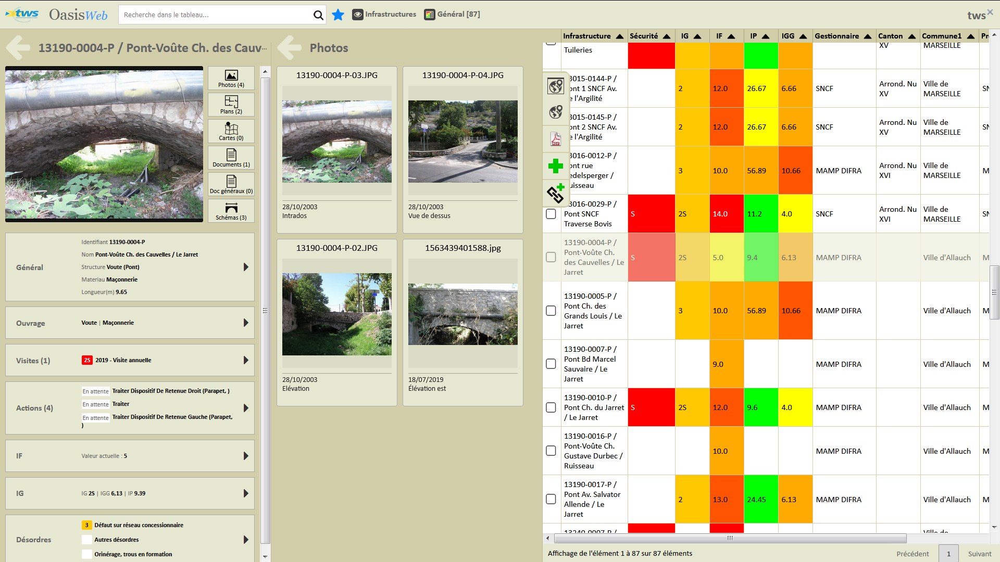 tws OasisWeb Recherche dans le tableau... Infrastructures Général [87] tws
13190-0004-P / Pont-Voûte Ch. des Cauv...
Photos (4)
Plans (2)
Cartes (0)
Documents (1)
Doc généraux (0)
Schémas (3)
Général
Identifiant 13190-0004-P
Nom Pont-Voûte Ch. des Cauvelles / Le Jarret
Structure Voute (Pont)
Materiau Maçonnerie
Longueur(m) 9.65
Ouvrage
Voute | Maçonnerie
Visites (1)
2S 2019 - Visite annuelle
Actions (4)
En attente Traiter Dispositif De Retenue Droit (Parapet, )
En attente Traiter
En attente Traiter Dispositif De Retenue Gauche (Parapet,
)
IF
Valeur actuelle : 5
IG
IG 2S | IGG 6,13 | IP 9.39
Désordres
3 Défaut sur réseau concessionnaire
Autres désordres
Orinérage, trous en formation
Photos
13190-0004-P-03.JPG
28/10/2003
Intrados
13190-0004-P-04.JPG
28/10/2003
Vue de dessus
13190-0004-P-02.JPG
28/10/2003
Elévation
1563439401588.jpg
18/07/2019
Élévation est
Infrastructure Sécurité IG IF IP IGG Gestionnaire Canton Commune1 Pr
Tuileries
XV
MARSEILLE
3015-0144-P /
ont 1 SNCF Av.
e l'Argilité
2 12.0 26.67 6.66 SNCF
Arrond. Nu
XV
Ville de
MARSEILLE
SN
3015-0145-P /
ont 2 SNCF Av.
e l'Argilité
2 12.0 26.67 6.66 SNCF
Arrond. Nu
XV
Ville de
MARSEILLE
SN
3016-0012-P /
ont rue
edelsperger /
uisseau
3 10.0 56.89 10.66 MAMP DIFRA
Arrond. Nu
XVI
Ville de
MARSEILLE
M
3016-0029-P /
Pont SNCF
Traverse Bovis
S 2S 14.0 11.2 4.0 SNCF
Arrond. Nu
XVI
Ville de
MARSEILLE
SN
13190-0004-P /
Pont-Voûte Ch.
des Cauvelles / Le
Jarret
S 2S 5.0 9.4 6.13 MAMP DIFRA Ville d'Allauch M
13190-0005-P /
Pont Ch. des
Grands Louis / Le
Jarret
3 10.0 56.89 10.66 MAMP DIFRA Ville d'Allauch M
13190-0007-P /
Pont Bd Marcel
Sauvaire / Le
Jarret
9.0 MAMP DIFRA Ville d'Allauch M
13190-0010-P /
Pont Ch. du Jarret
/ Le Jarret
S 2S 12.0 9.6 4.0 MAMP DIFRA Ville d'Allauch M
13190-0016-P /
Pont-Voûte Ch.
Gustave Durbec /
Ruisseau
10.0 MAMP DIFRA Ville d'Allauch M
13190-0017-P /
Pont Av. Salvator
Allende / Le
Jarret
2 13.0 24.45 6.13 MAMP DIFRA Ville d'Allauch M
13240-0007-P /
Ville de
Affichage de l'élément 1 à 87 sur 87 éléments
Précédent 1 Suivant